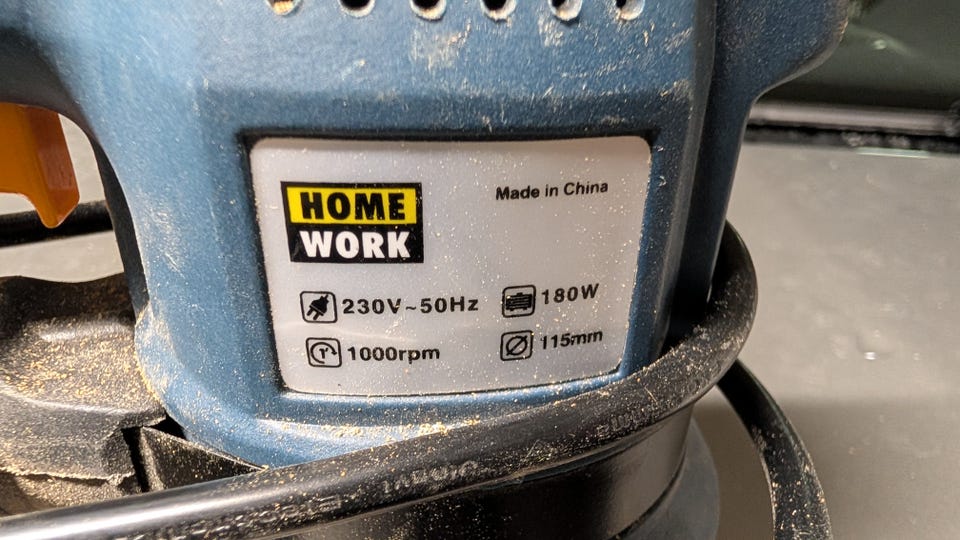 HOME
WORK
Made in China
230V~50Hz
180W
1000rpm
115mm